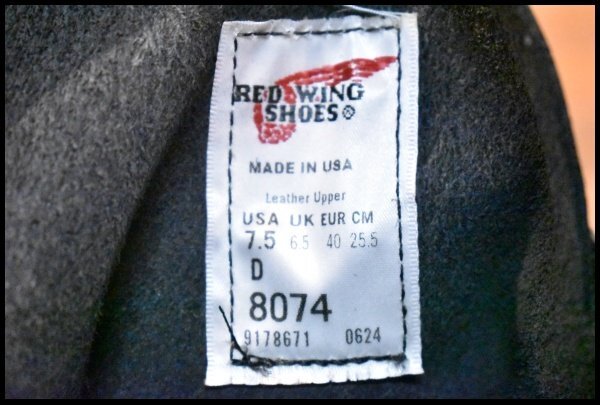 RED WING
SHOES®
MADE IN USA
Leather Upper
USA UK EUR CM
7.5 6.5 40 25.5
D
8074
9178671 0624